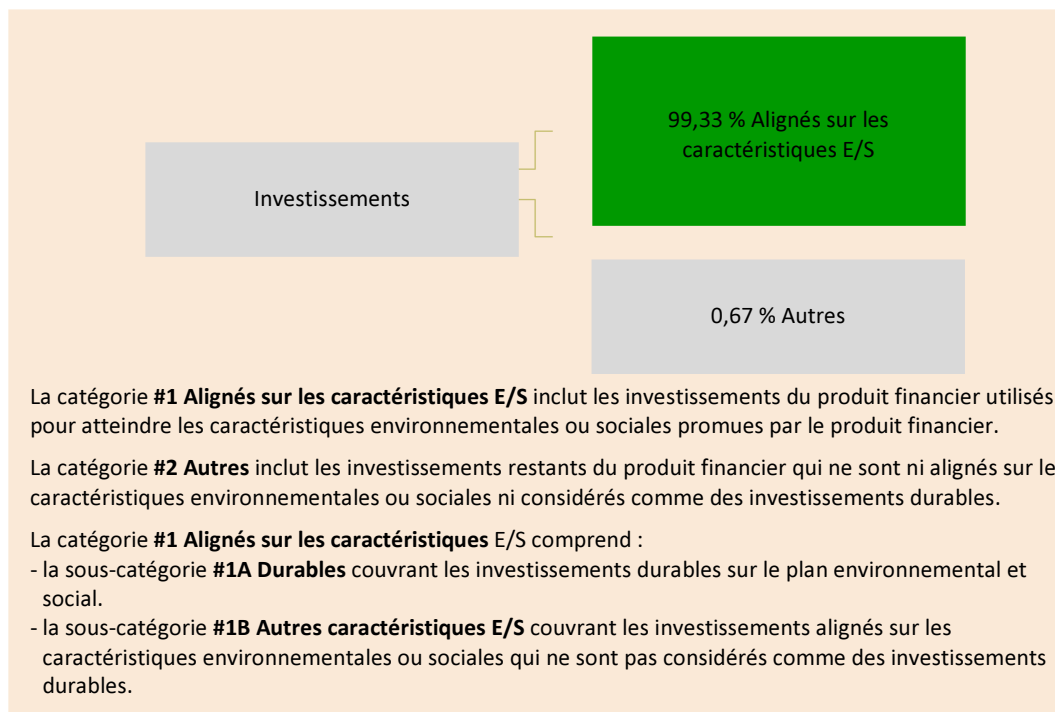 99,33 % Alignés sur les
caractéristiques E/S
Investissements
0,67 % Autres
La catégorie #1 Alignés sur les caractéristiques E/S inclut les investissements du produit financier utilisés
pour atteindre les caractéristiques environnementales ou sociales promues par le produit financier.
La catégorie #2 Autres inclut les investissements restants du produit financier qui ne sont ni alignés sur le
caractéristiques environnementales ou sociales ni considérés comme des investissements durables.
La catégorie #1 Alignés sur les caractéristiques E/S comprend :
- la sous-catégorie #1A Durables couvrant les investissements durables sur le plan environnemental et
social.
- la sous-catégorie #1B Autres caractéristiques E/S couvrant les investissements alignés sur les
caractéristiques environnementales ou sociales qui ne sont pas considérés comme des investissements
durables.